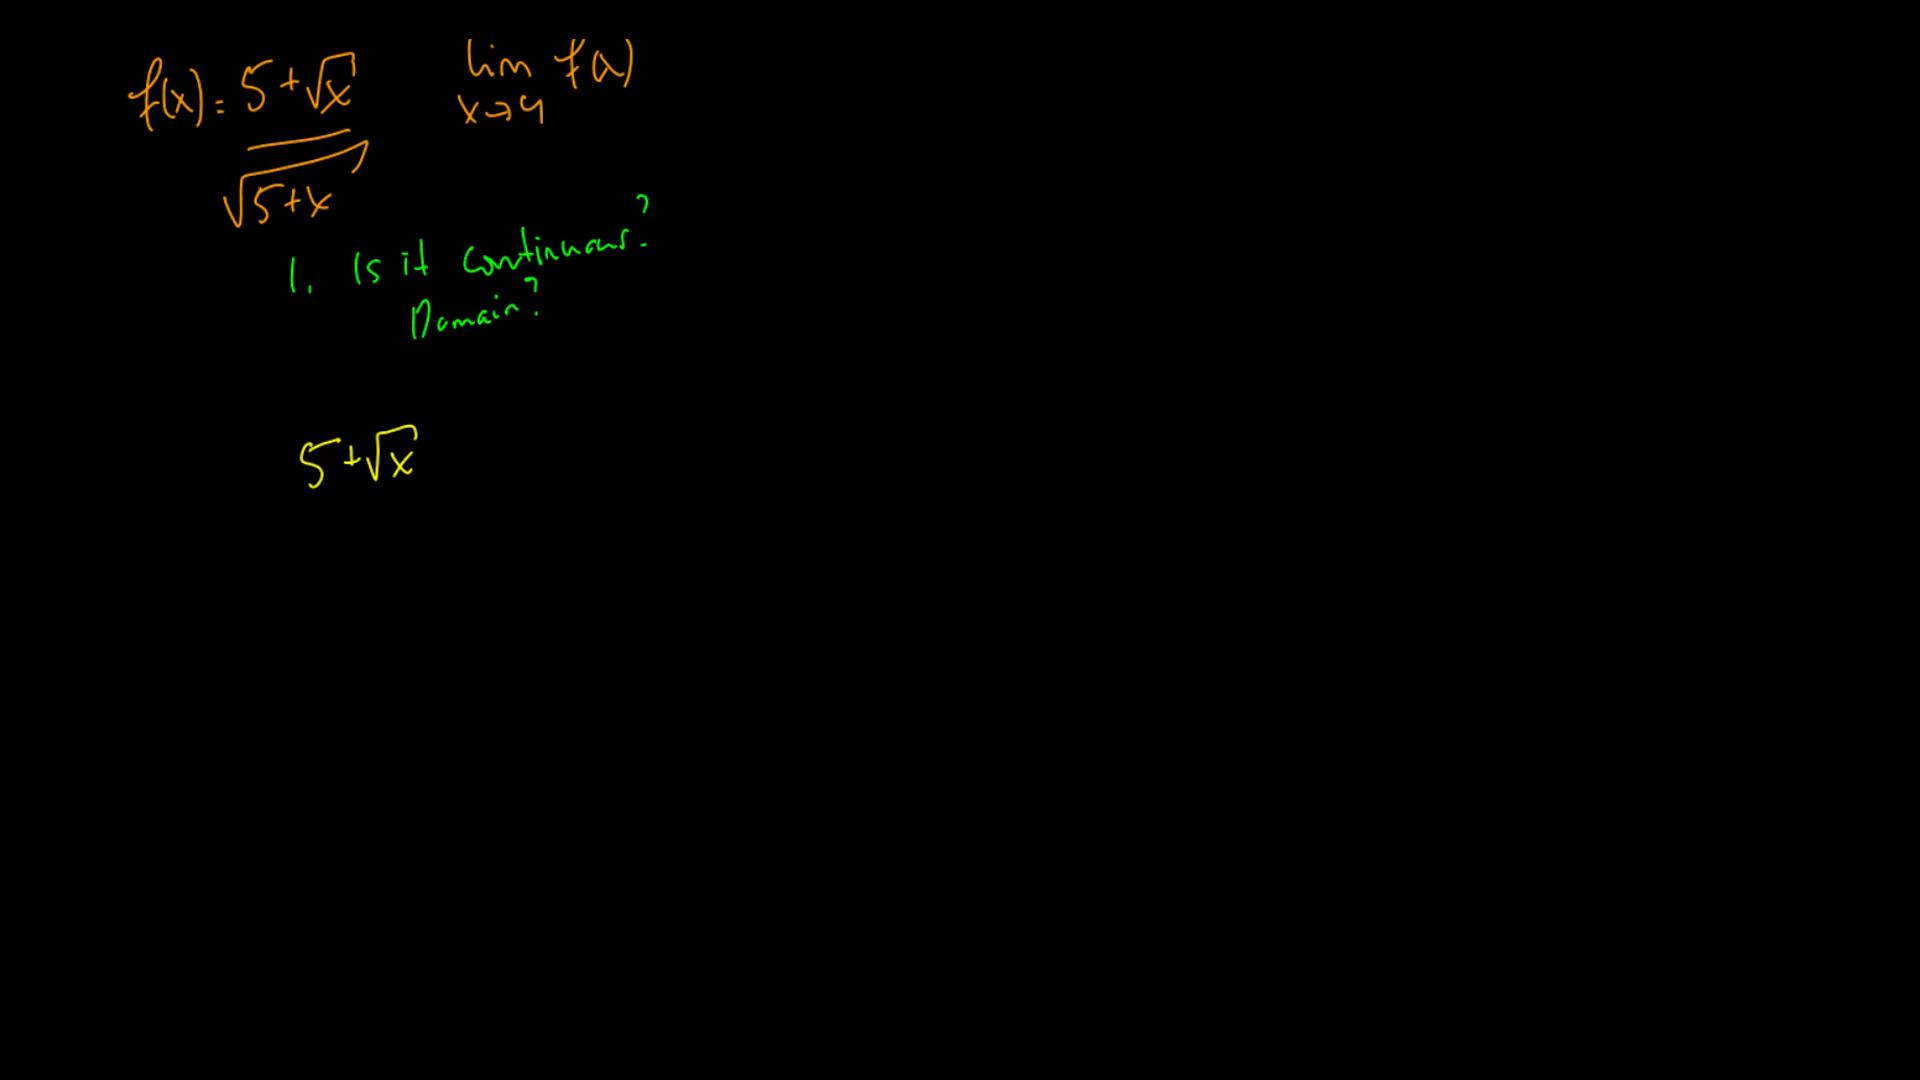 f(x) = 5+√x lim f(x)
√5+x x→4
1. Is it continuous?
Domain?
5+√x